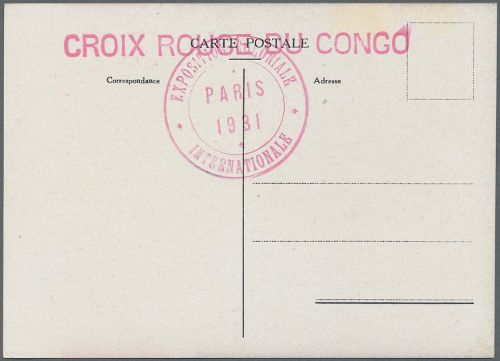 CROIX ROUGE DU CONGO
CARTE POSTALE
Correspondance
Adresse
EXPOSITION COLONIALE
PARIS
1931
INTERNATIONALE